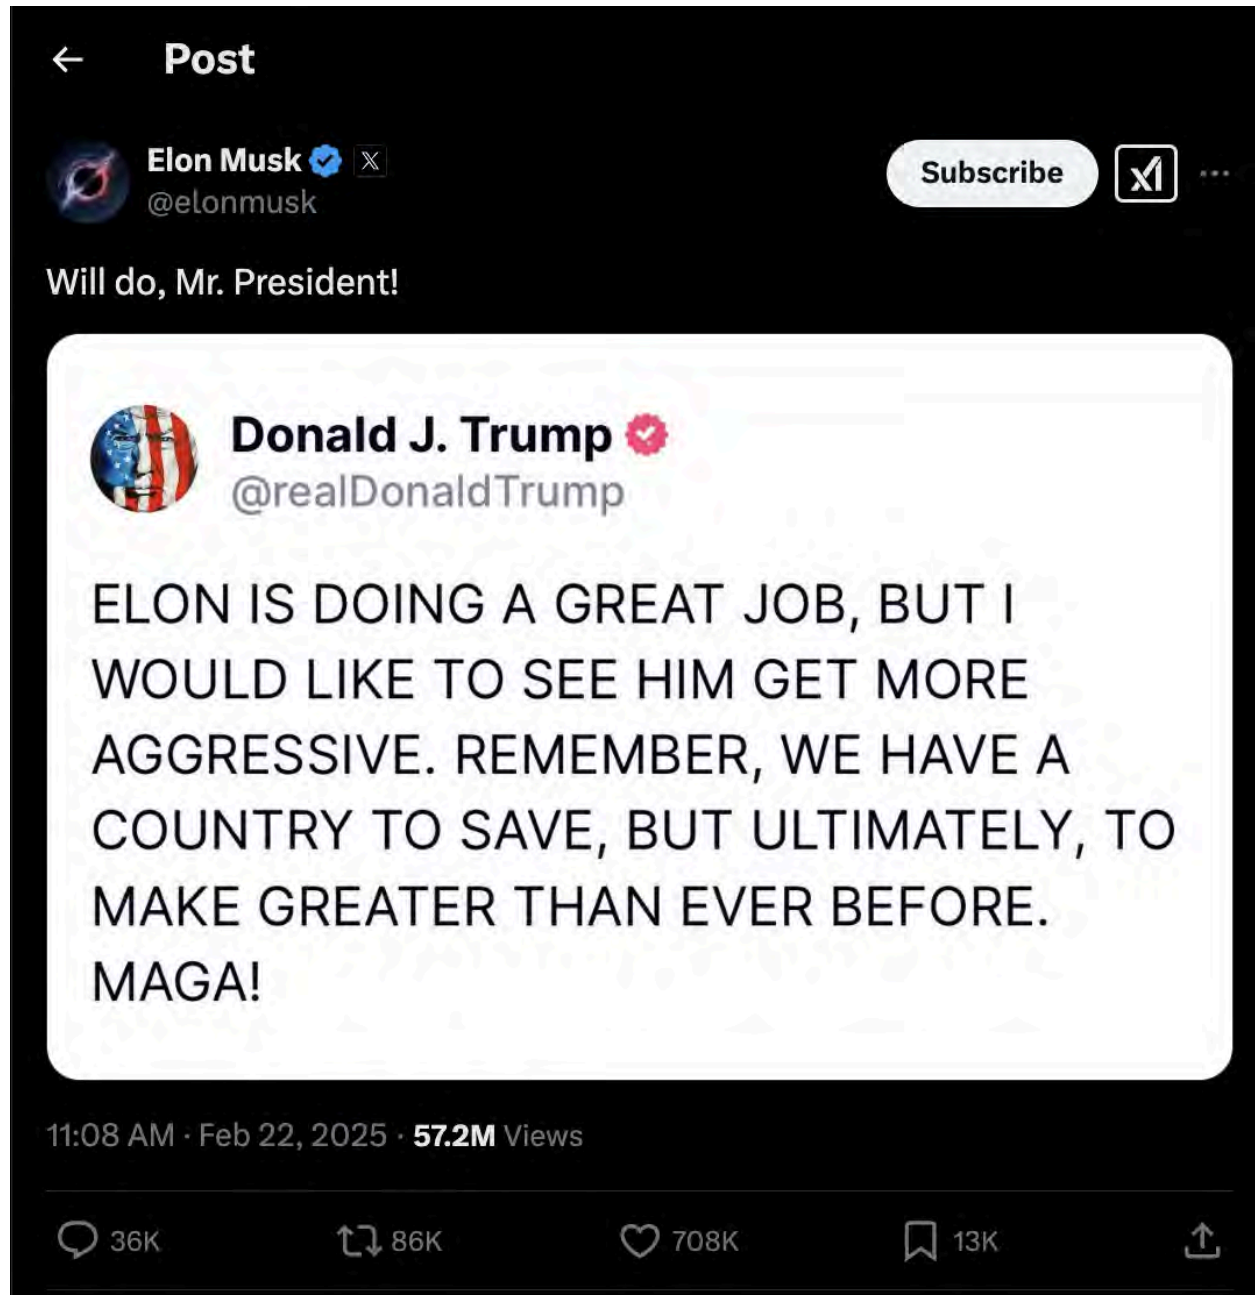 Post
Elon Musk
@elonmusk
Subscribe
Will do, Mr. President!
Donald J. Trump
@realDonaldTrump
ELON IS DOING A GREAT JOB, BUT I
WOULD LIKE TO SEE HIM GET MORE
AGGRESSIVE. REMEMBER, WE HAVE A
COUNTRY TO SAVE, BUT ULTIMATELY, TO
MAKE GREATER THAN EVER BEFORE.
MAGA!
11:08 AM · Feb 22, 2025 · 57.2M Views
36K 86K 708K 13K